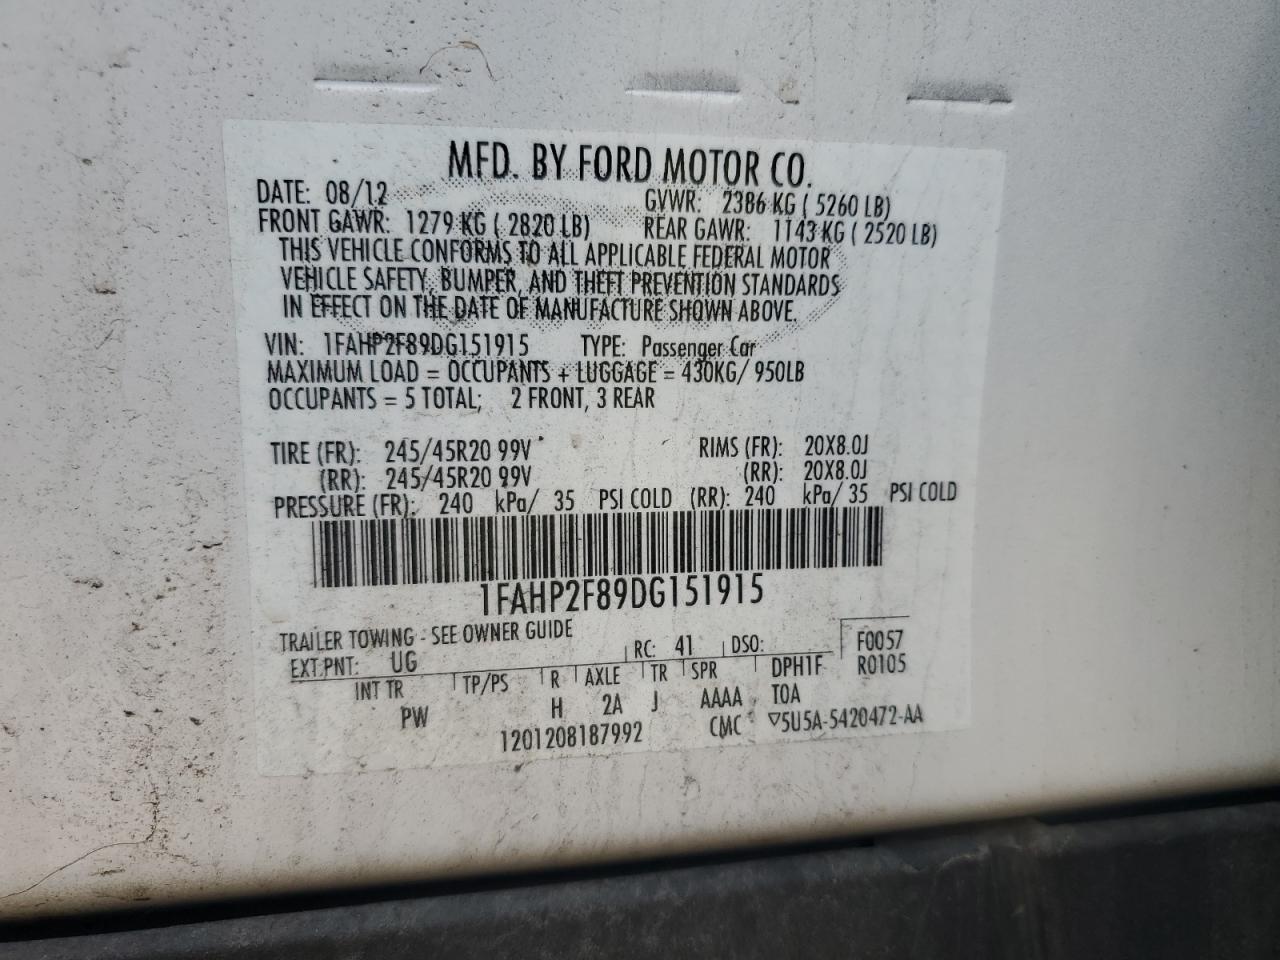 MFD. BY FORD MOTOR CO.
DATE: 08/12 GVWR: 2386 KG ( 5260 LB)
FRONT GAWR: 1279 KG ( 2820 LB) REAR GAWR: 1143 KG ( 2520 LB)
THIS VEHICLE CONFORMS TO ALL APPLICABLE FEDERAL MOTOR
VEHICLE SAFETY, BUMPER, AND THEFT PREVENTION STANDARDS
IN EFFECT ON THE DATE OF MANUFACTURE SHOWN ABOVE.
VIN: 1FAHP2F89DG151915 TYPE: Passenger Car
MAXIMUM LOAD = OCCUPANTS + LUGGAGE = 430KG/ 950LB
OCCUPANTS = 5 TOTAL; 2 FRONT, 3 REAR
TIRE (FR): 245/45R20 99V RIMS (FR): 20X8.0J
(RR): 245/45R20 99V (RR): 20X8.0J
PRESSURE (FR): 240 kPa/ 35 PSI COLD (RR): 240 kPa/ 35 PSI COLD
1FAHP2F89DG151915
TRAILER TOWING - SEE OWNER GUIDE
EXT PNT: UG RC: 41 DSO: F0057
INT TR TP/PS R AXLE TR SPR DPH1F R0105
PW H 2A J AAAA TOA
1201208187992 CMC ▽5U5A-5420472-AA